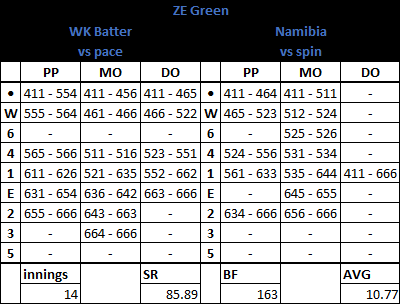 ZE Green
WK Batter Namibia
vs pace vs spin
PP MO DO PP MO DO
• 411 - 554 411 - 456 411 - 465 • 411 - 464 411 - 511 -
W 555 - 564 461 - 466 466 - 522 W 465 - 523 512 - 524 -
6 - - - 6 - 525 - 526 -
4 565 - 566 511 - 516 523 - 551 4 524 - 556 531 - 534 -
1 611 - 626 521 - 635 552 - 662 1 561 - 633 535 - 644 411 - 666
E 631 - 654 636 - 642 663 - 666 E - 645 - 655 -
2 655 - 666 643 - 663 - 2 634 - 666 656 - 666 -
3 - 664 - 666 - 3 - - -
5 - - - 5 - - -
innings SR BF AVG
14 85.89 163 10.77